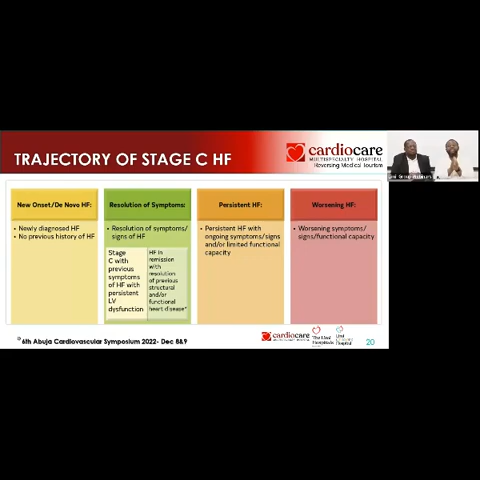 TRAJECTORY OF STAGE C HF
cardiocare
MULTISPECIALTY HOSPITAL
Reversing Medical Tourism
New Onset/De Novo HF:
• Newly diagnosed HF
• No previous history of HF
Resolution of Symptoms:
• Resolution of symptoms/
signs of HF
Stage
C with
previous
symptoms
of HF with
persistent
LV
dysfunction
HF in
remission
with
resolution
of previous
structural
and/or
functional
heart disease*
Persistent HF:
• Persistent HF with
ongoing symptoms/signs
and/or limited functional
capacity
Worsening HF:
• Worsening symptoms/
signs/functional capacity
6th Abuja Cardiovascular Symposium 2022- Dec 8&9
cardiocare
Hospital
20